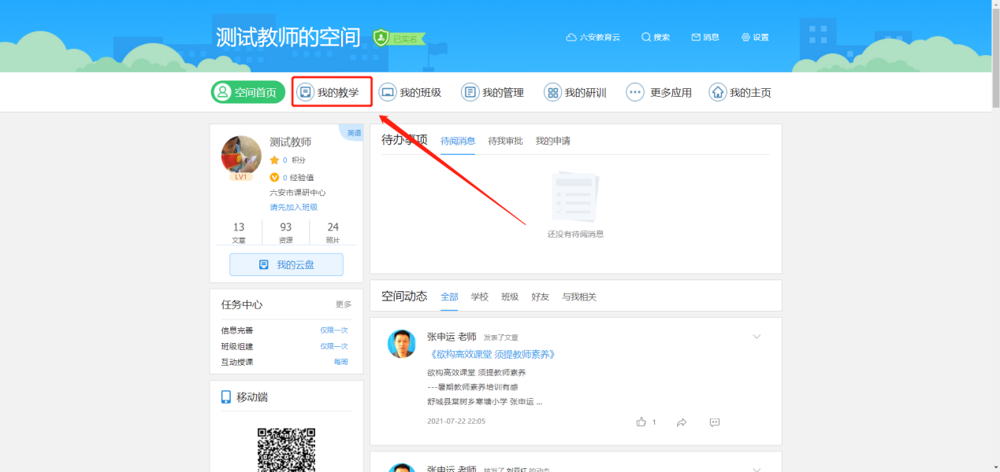 测试教师的空间
已实名
六安教育云 搜索 消息 设置
空间首页 我的教学 我的班级 我的管理 我的研训 更多应用 我的主页
英语
测试教师
0 积分
0 经验值
LV1
六安市课研中心
请先加入班级
13 93 24
文章 资源 照片
我的云盘
任务中心 更多
信息完善 仅限一次
班级组建 仅限一次
互动授课 每周
移动端
待办事项 待阅消息 待我审批 我的申请
还没有待阅消息
空间动态 全部 学校 班级 好友 与我相关
张申运 老师 发表了文章
《欲构高效课堂 须提教师素养》
欲构高效课堂 须提教师素养
---暑期教师素养培训有感
舒城县棠树乡寒塘小学 张申运 ...
2021-07-22 22:05 1
张申运 老师 转发了 刘亚红 的动态